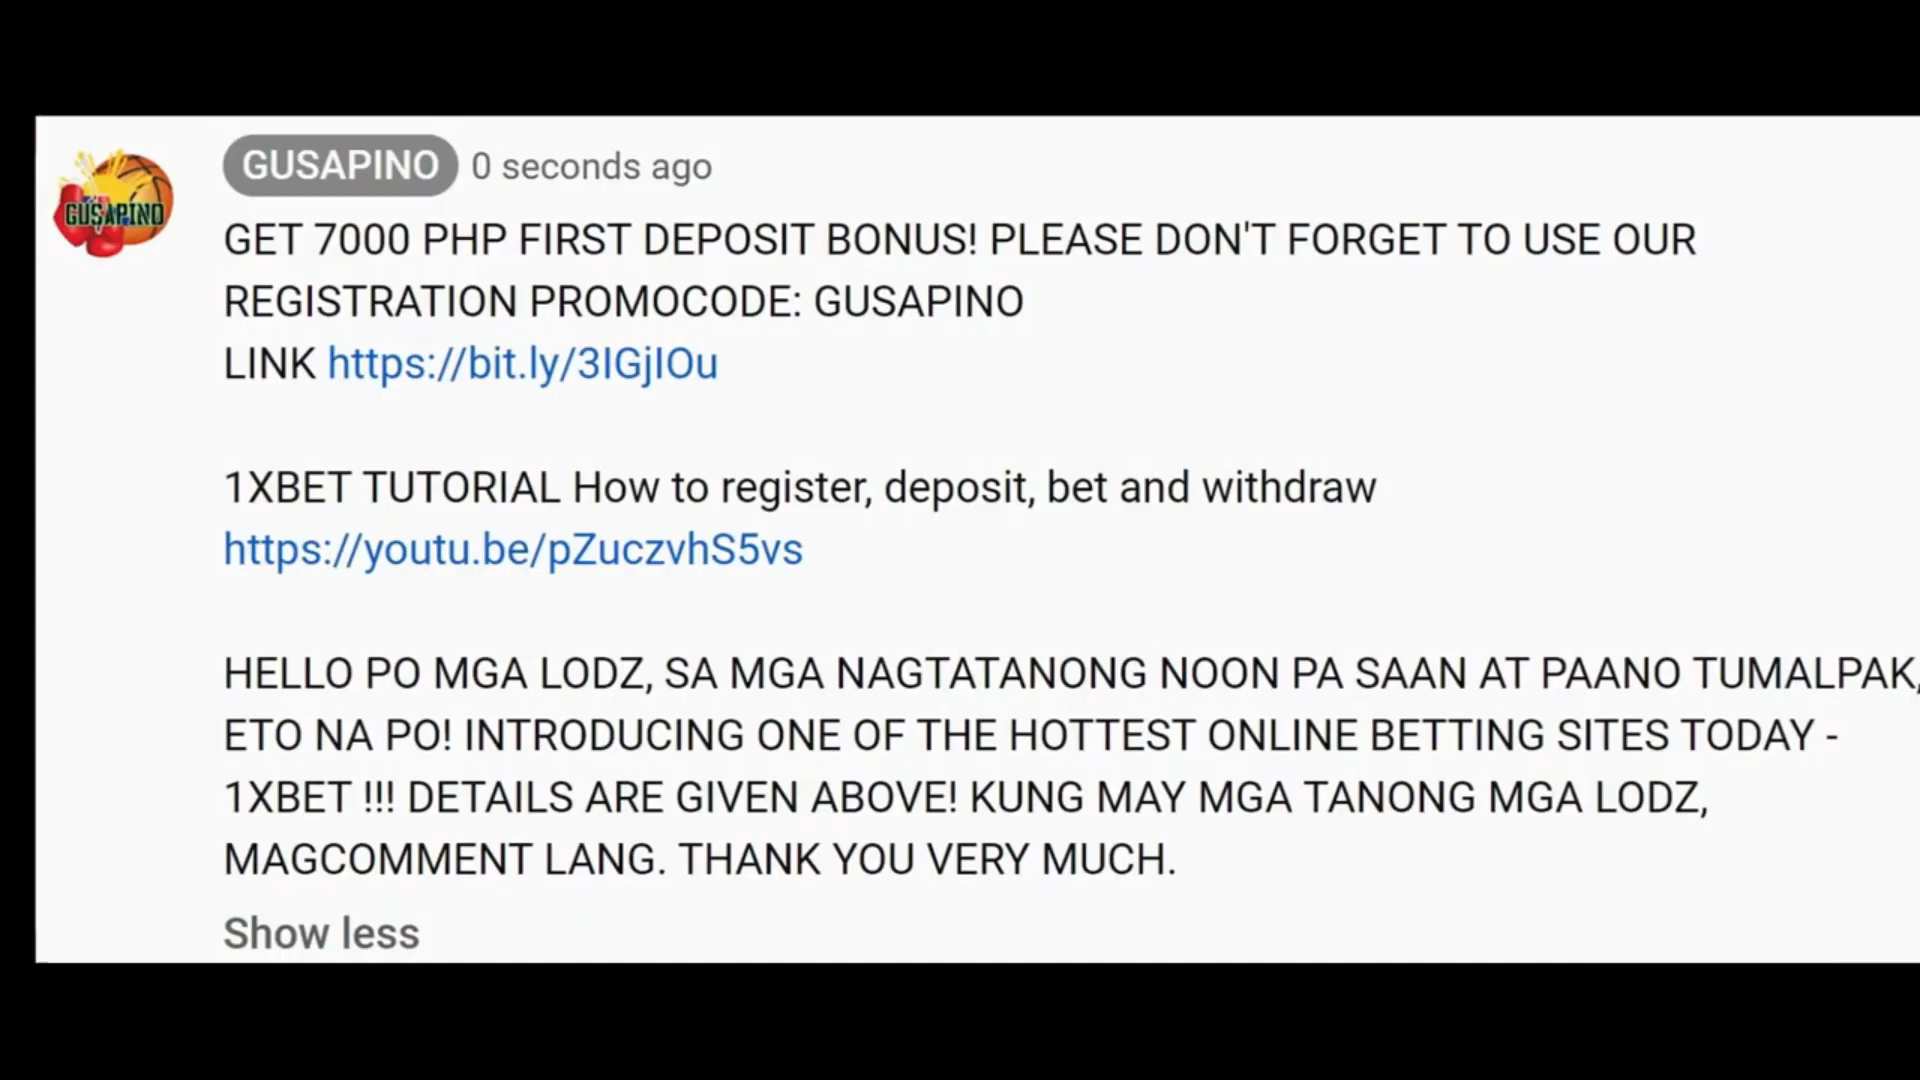 GUSAPINO
GUSAPINO 0 seconds ago
GET 7000 PHP FIRST DEPOSIT BONUS! PLEASE DON'T FORGET TO USE OUR
REGISTRATION PROMOCODE: GUSAPINO
LINK https://bit.ly/3IGjIOu
1XBET TUTORIAL How to register, deposit, bet and withdraw
https://youtu.be/pZuczvhS5vs
HELLO PO MGA LODZ, SA MGA NAGTATANONG NOON PA SAAN AT PAANO TUMALPAK,
ETO NA PO! INTRODUCING ONE OF THE HOTTEST ONLINE BETTING SITES TODAY -
1XBET !!! DETAILS ARE GIVEN ABOVE! KUNG MAY MGA TANONG MGA LODZ,
MAGCOMMENT LANG. THANK YOU VERY MUCH.
Show less